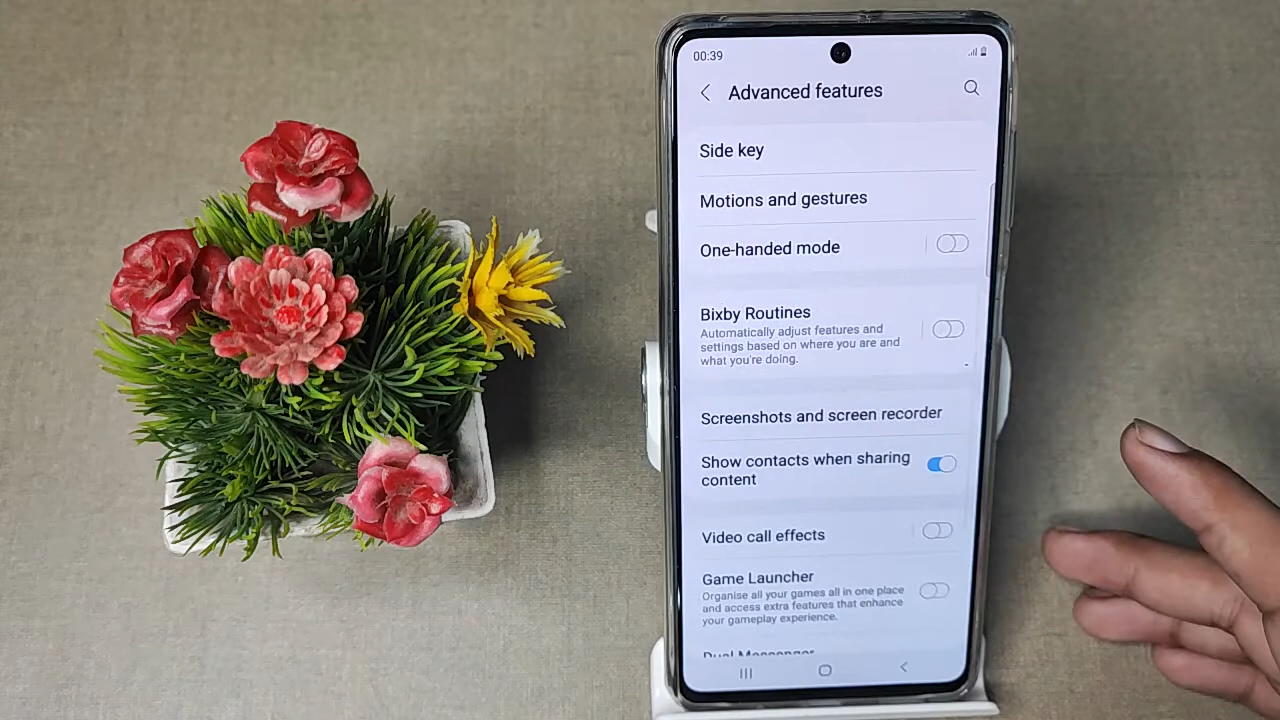 00:39
Advanced features
Side key
Motions and gestures
One-handed mode
Bixby Routines
Automatically adjust features and
settings based on where you are and
what you're doing.
Screenshots and screen recorder
Show contacts when sharing
content
Video call effects
Game Launcher
Organise all your games all in one place
and access extra features that enhance
your gameplay experience.
Dual Messenger